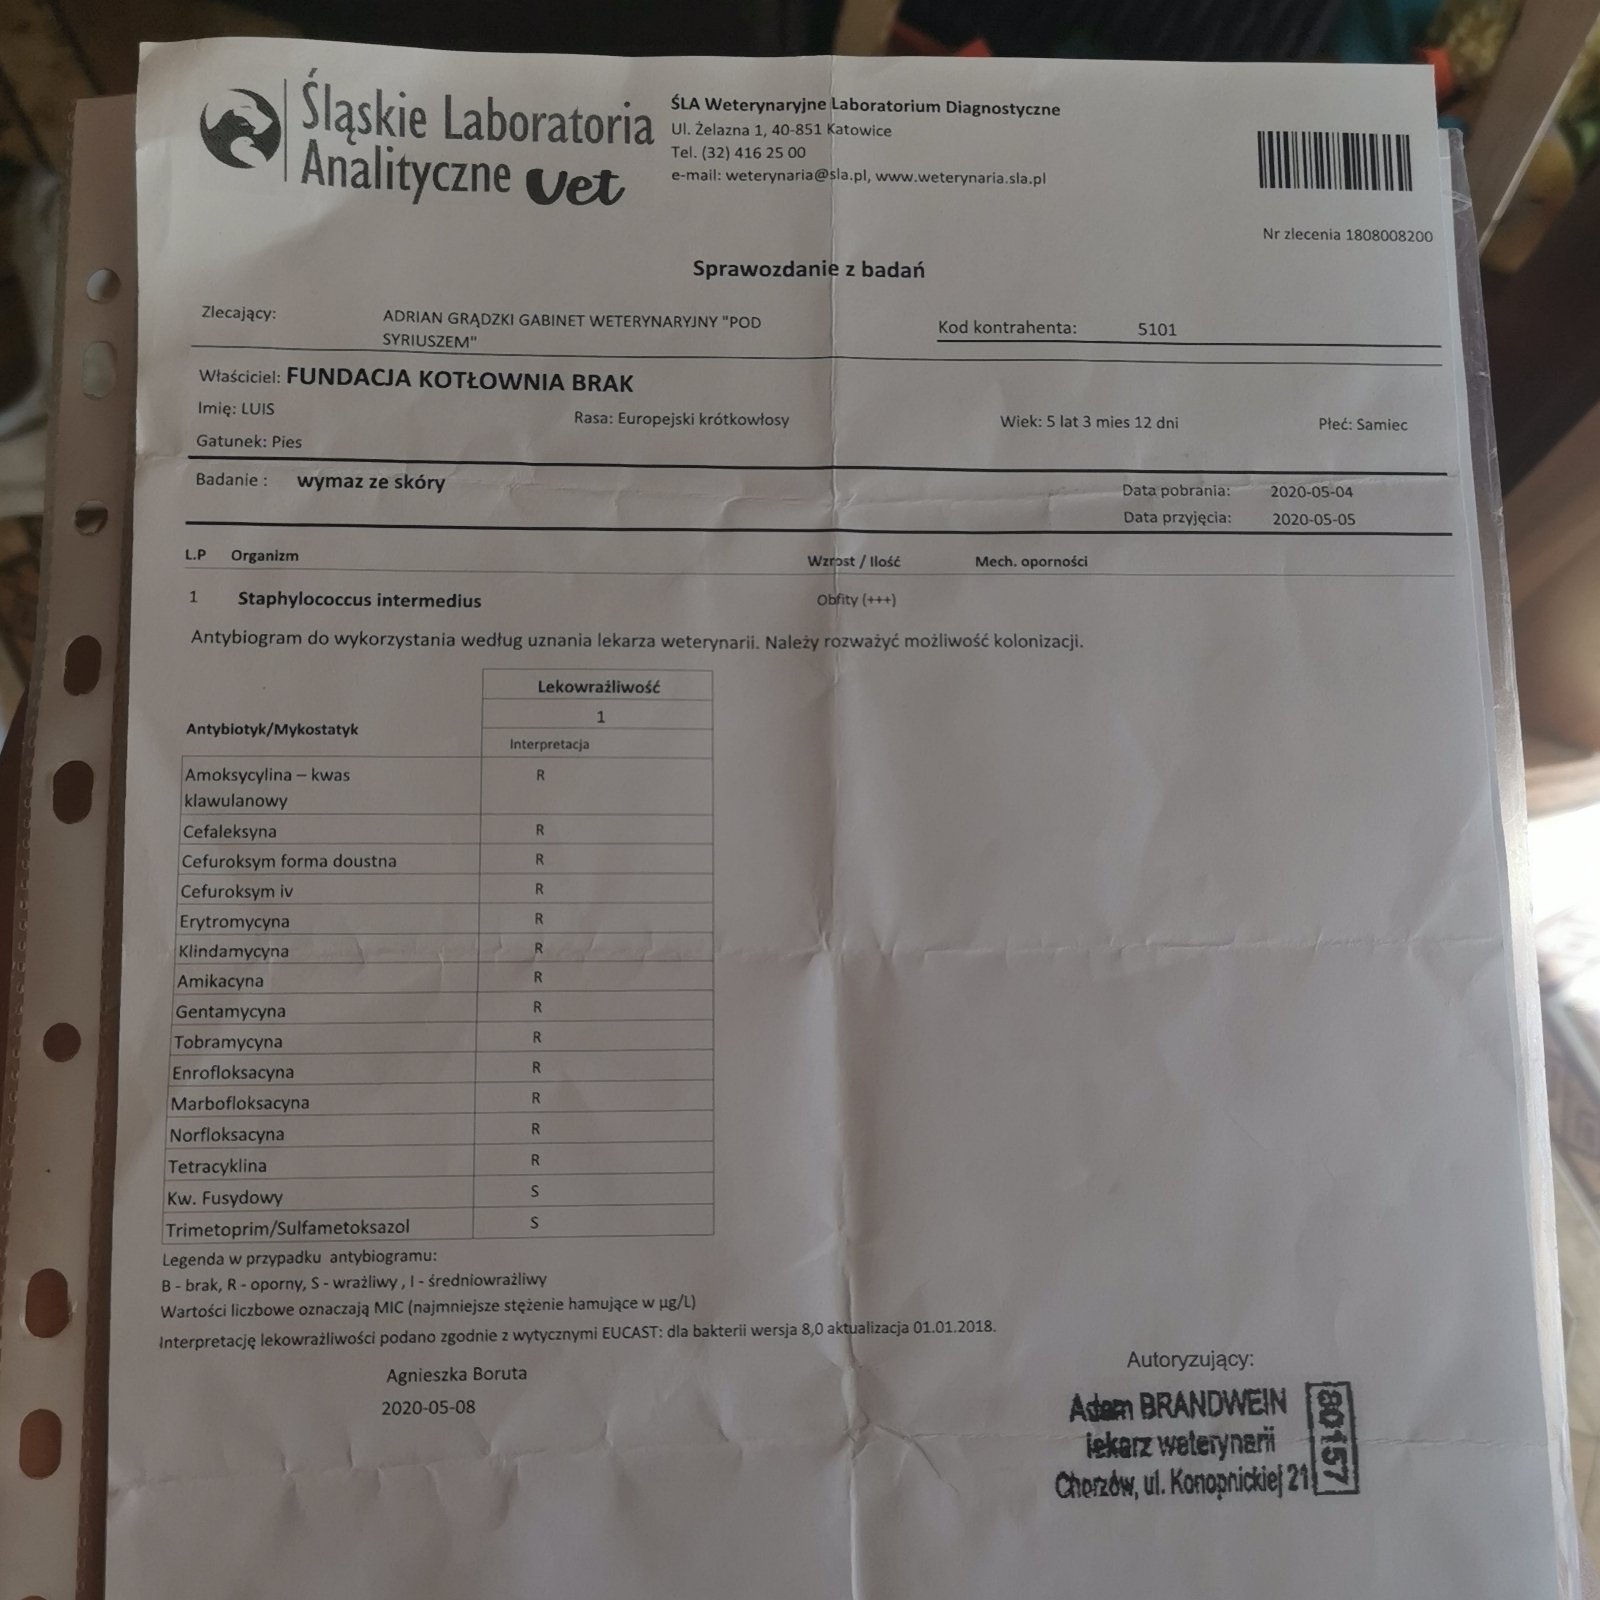 Śląskie Laboratoria
Analityczne Vet
ŚLA Weterynaryjne Laboratorium Diagnostyczne
Ul. Żelazna 1, 40-851 Katowice
Tel. (32) 416 25 00
e-mail: weterynaria@sla.pl, www.weterynaria.sla.pl
Nr zlecenia 1808008200
Sprawozdanie z badań
Zlecający: ADRIAN GRĄDZKI GABINET WETERYNARYJNY "POD
SYRIUSZEM"
Kod kontrahenta: 5101
Właściciel: FUNDACJA KOTŁOWNIA BRAK
Imię: LUIS Rasa: Europejski krótkowłosy Wiek: 5 lat 3 mies 12 dni Płeć: Samiec
Gatunek: Pies
Badanie : wymaz ze skóry Data pobrania: 2020-05-04
Data przyjęcia: 2020-05-05
L.P Organizm Wzrost / Ilość Mech. oporności
1 Staphylococcus intermedius Obfity (+++)
Antybiogram do wykorzystania według uznania lekarza weterynarii. Należy rozważyć możliwość kolonizacji.
Lekowrażliwość
1
Antybiotyk/Mykostatyk
Interpretacja
Amoksycylina – kwas R
klawulanowy
Cefaleksyna R
Cefuroksym forma doustna R
Cefuroksym iv R
Erytromycyna R
Klindamycyna R
Amikacyna R
Gentamycyna R
Tobramycyna R
Enrofloksacyna R
Marbofloksacyna R
Norfloksacyna R
Tetracyklina R
Kw. Fusydowy S
Trimetoprim/Sulfametoksazol S
Legenda w przypadku antybiogramu:
B - brak, R - oporny, S - wrażliwy , I - średniowrażliwy
Wartości liczbowe oznaczają MIC (najmniejsze stężenie hamujące w µg/L)
Interpretację lekowrażliwości podano zgodnie z wytycznymi EUCAST: dla bakterii wersja 8,0 aktualizacja 01.01.2018.
Agnieszka Boruta
2020-05-08
Autoryzujący:
Adam BRANDWEIN
lekarz weterynarii
Chorzów, ul. Konopnickiej 21
80157